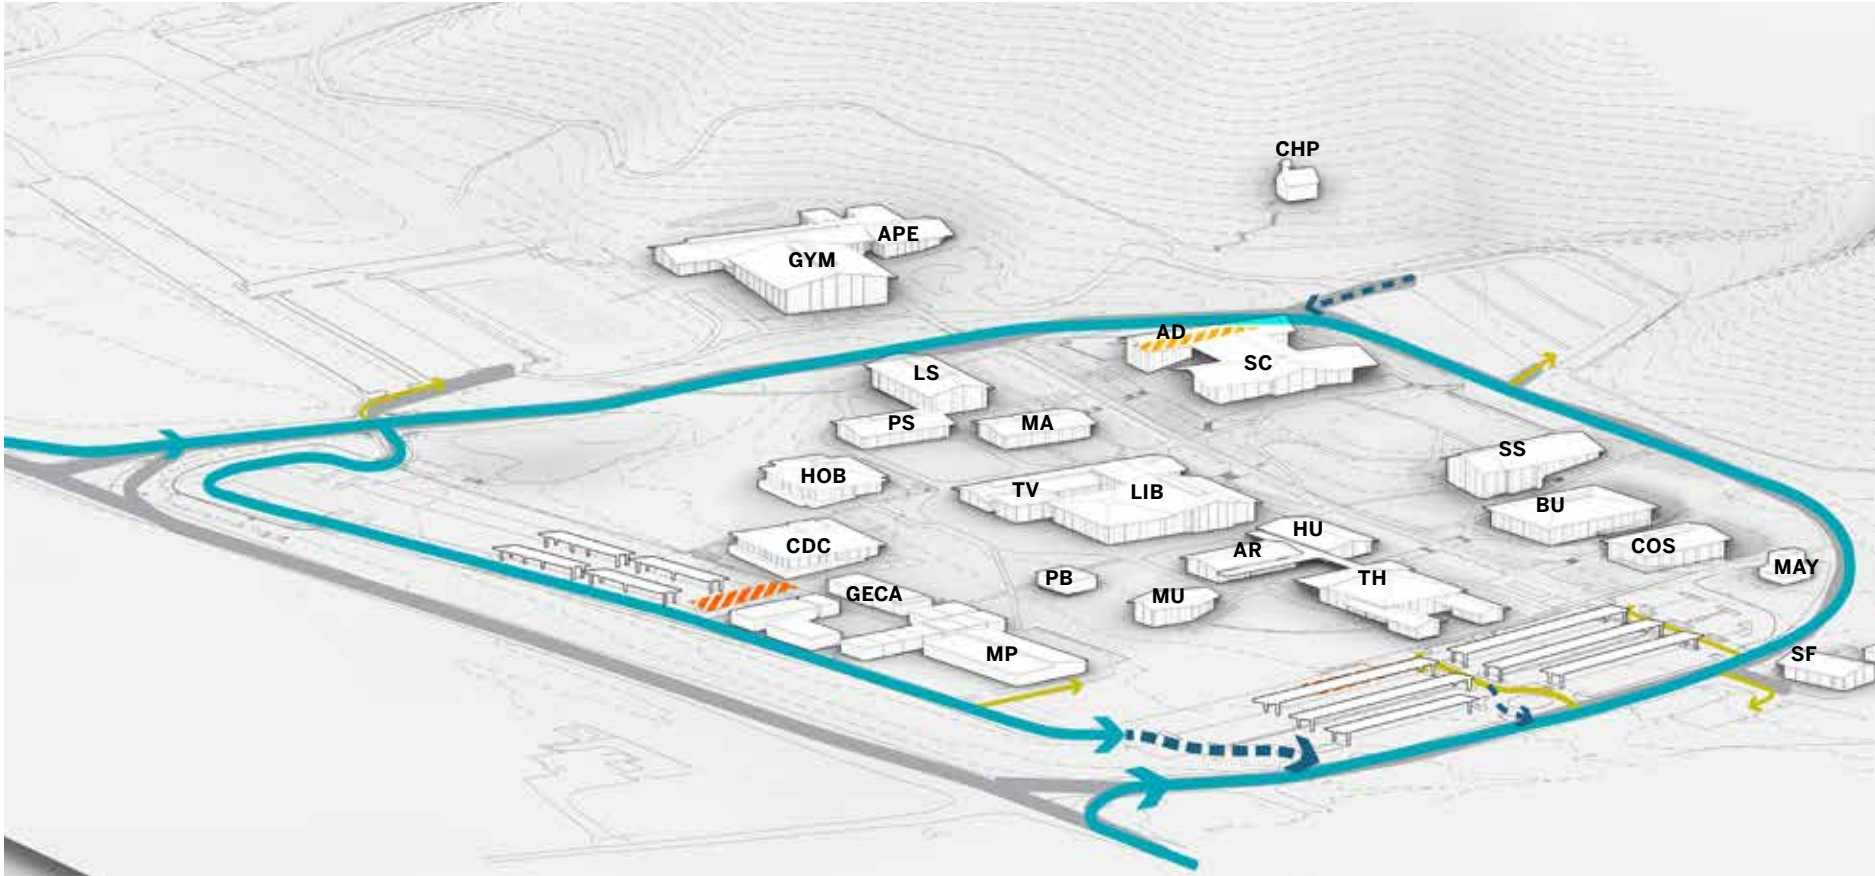 CHP
APE
GYM
AD
SC
LS
PS
MA
SS
HOB
TV
LIB
BU
HU
AR
COS
CDC
MAY
PB
TH
GECA
MU
MP
SF